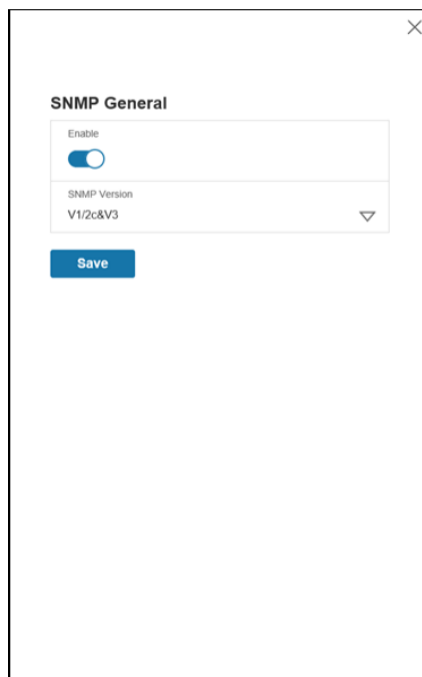 SNMP General
Enable
SNMP Version
V1/2c&V3
Save